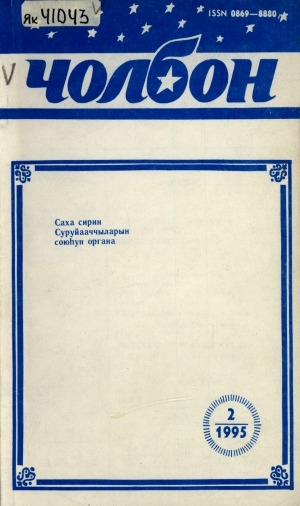 Як 41043
ISSN 0869—8880
V
ЧОЛБОН
Саха сирин
Суруйааччыларын
союһун органа
2
1995